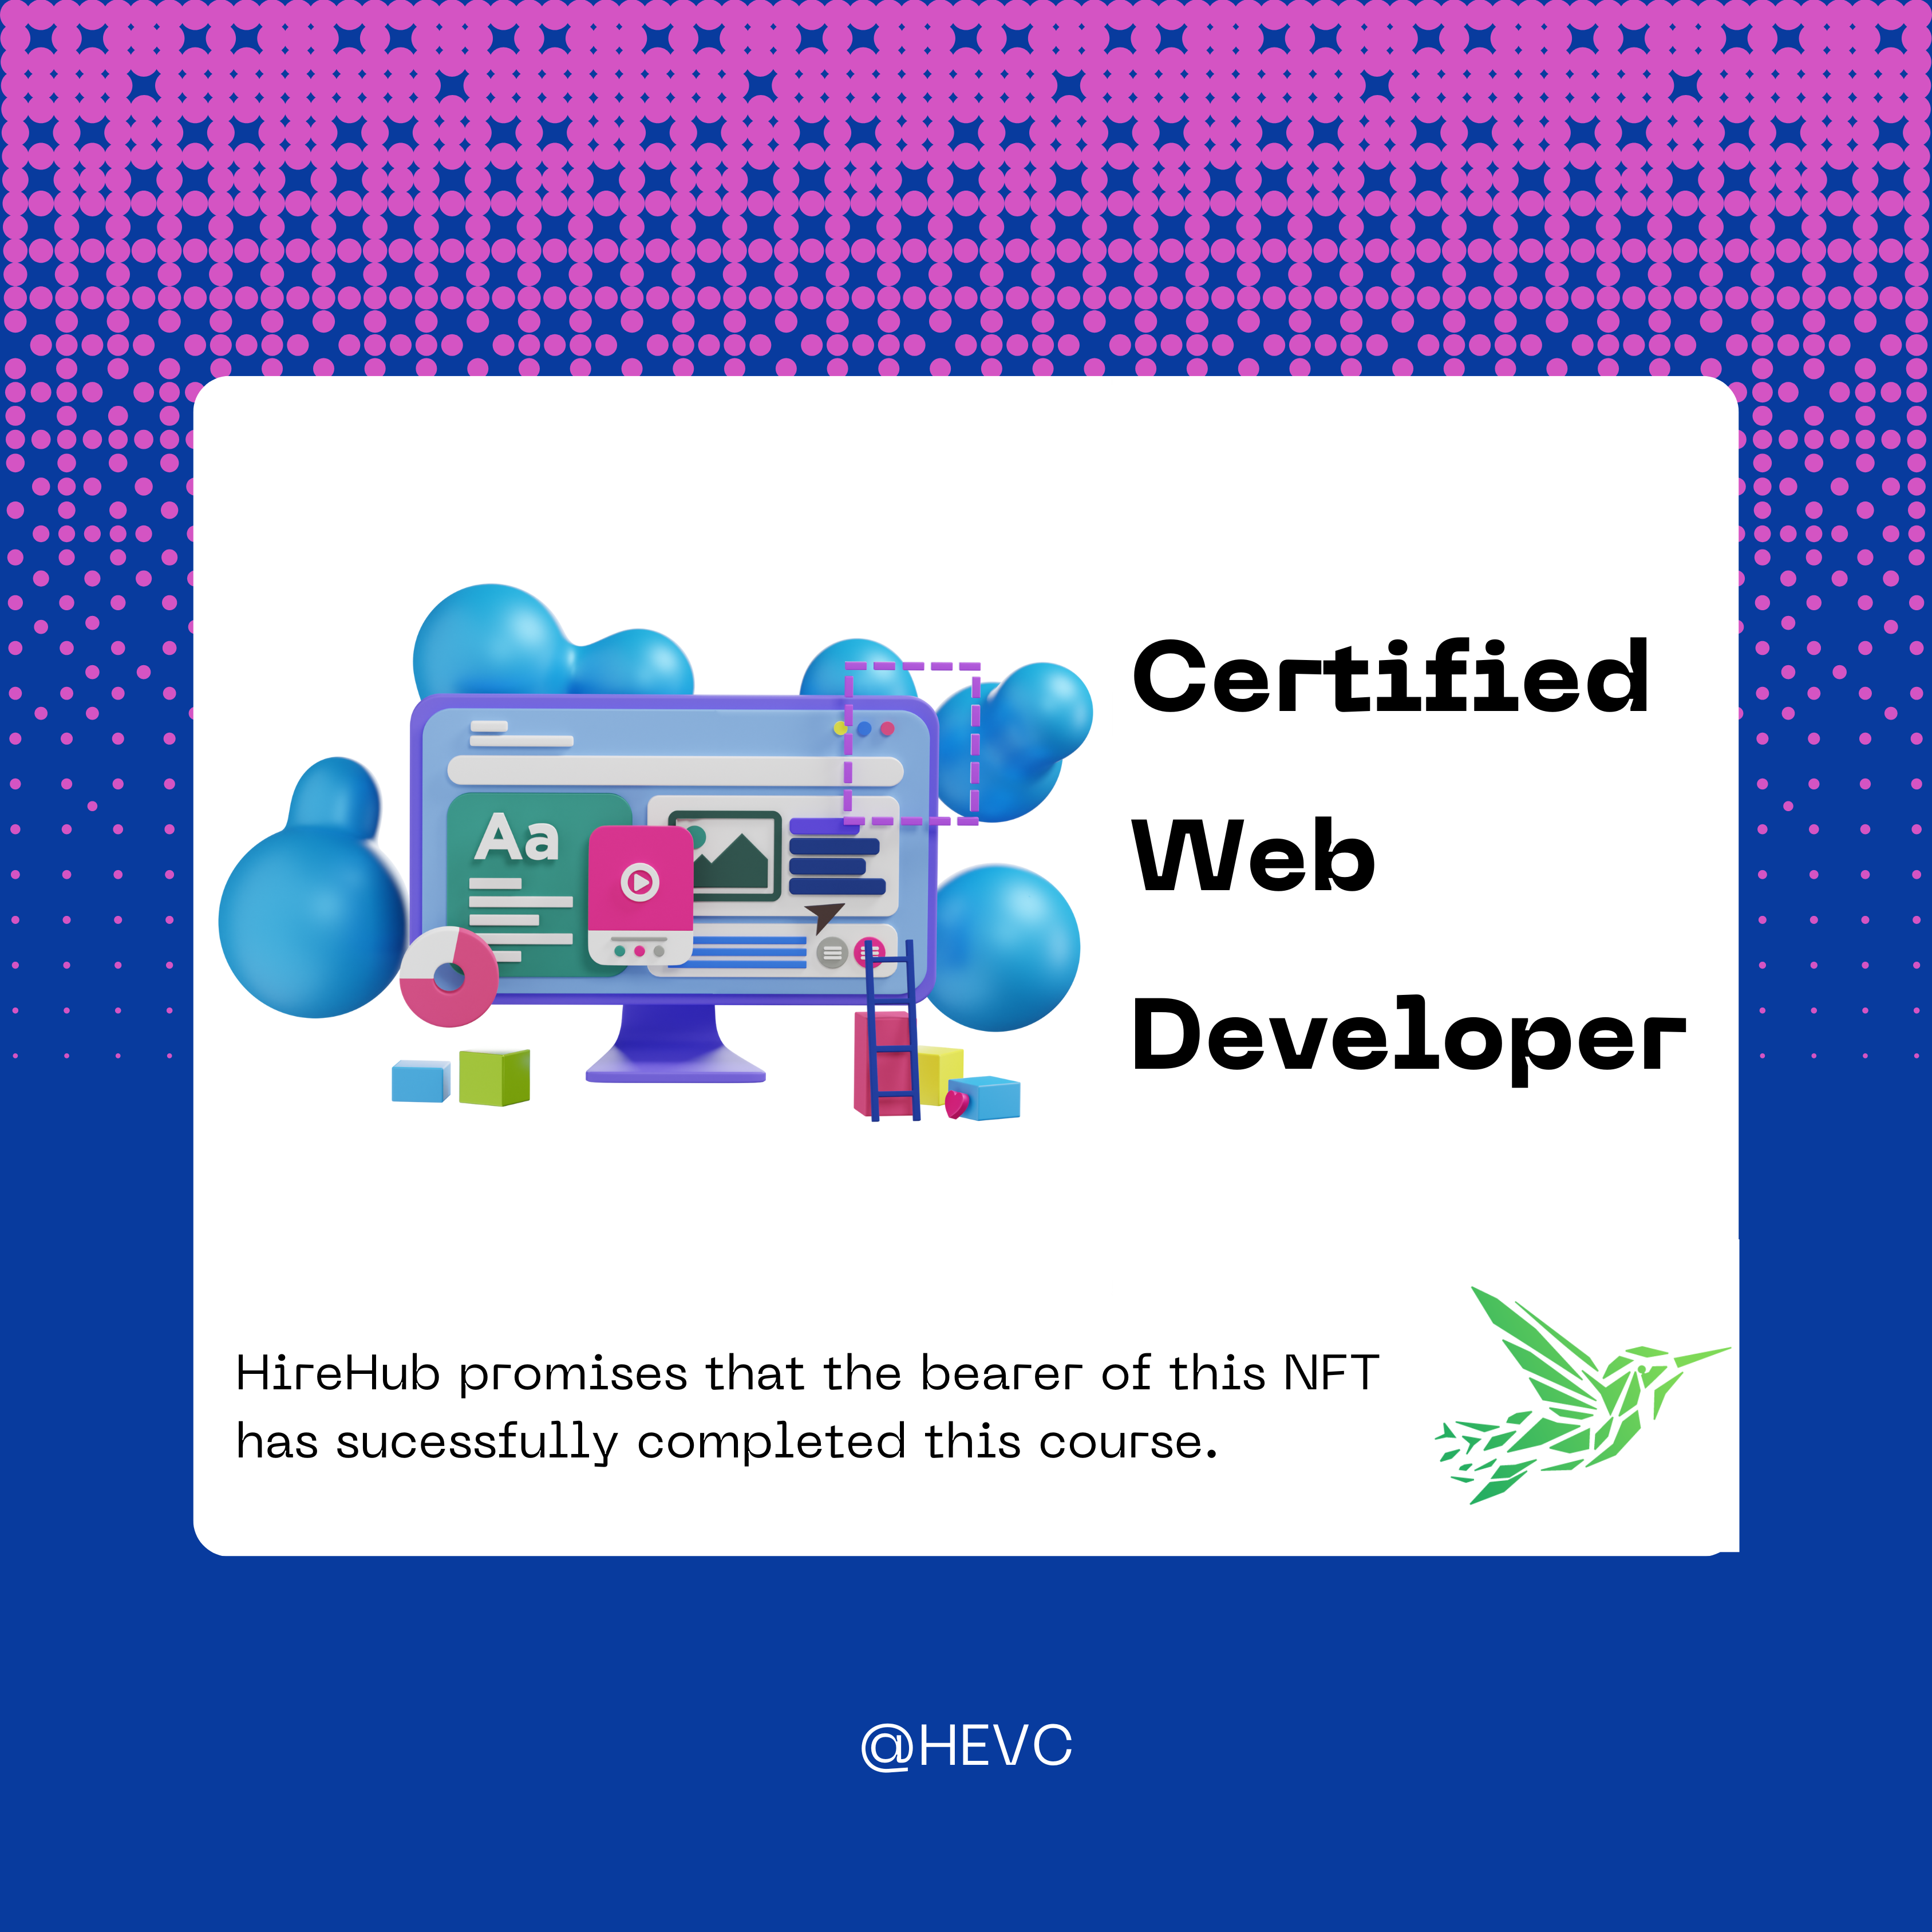 Certified
Web
Developer
Aa
HireHub promises that the bearer of this NFT
has sucessfully completed this course.
@HEVC